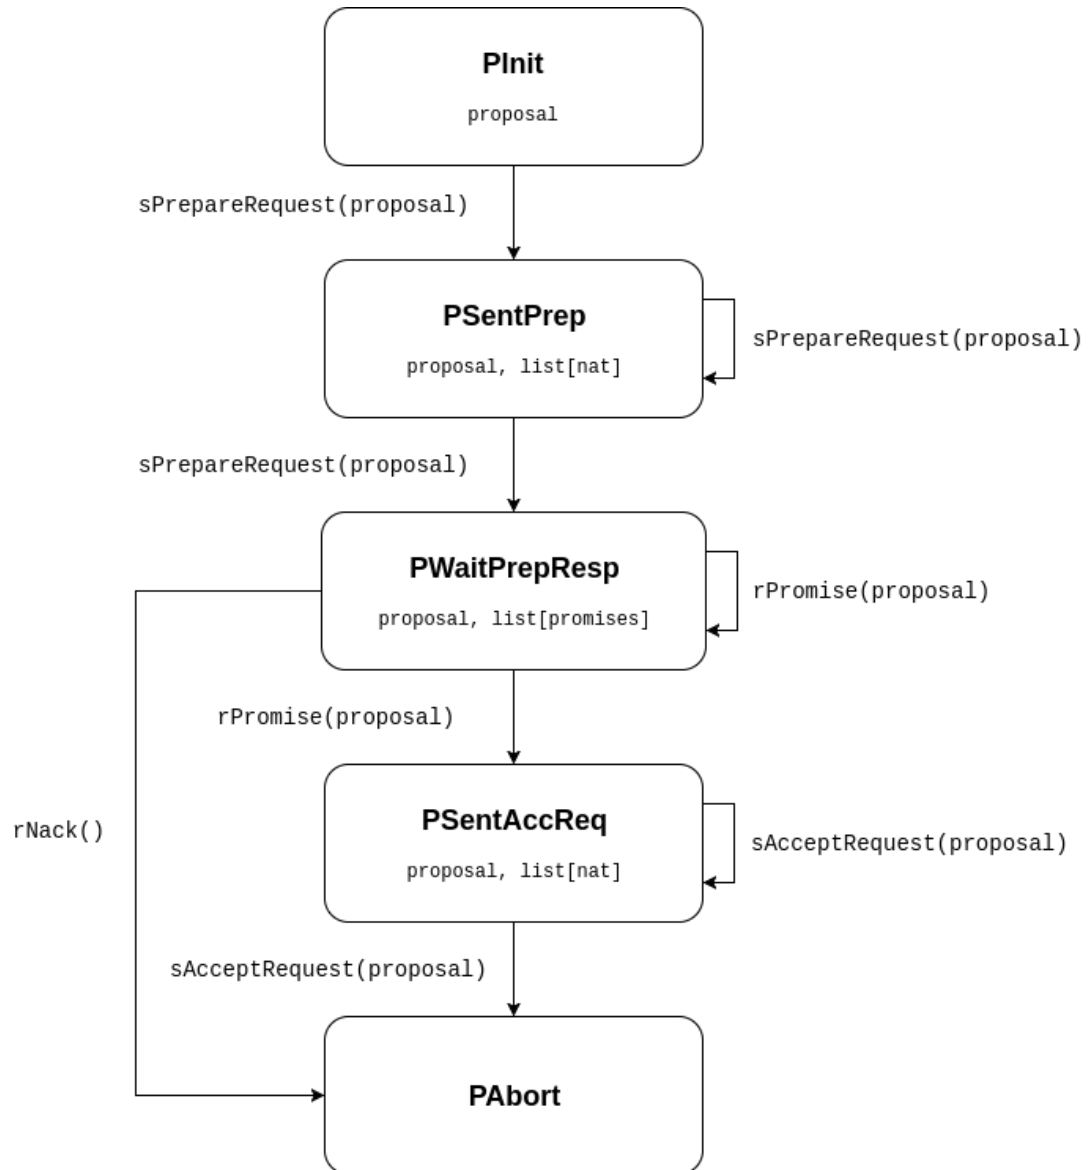 PInit
proposal
sPrepareRequest(proposal)
PSentPrep
proposal, list[nat]
sPrepareRequest(proposal)
sPrepareRequest(proposal)
PWaitPrepResp
proposal, list[promises]
rPromise(proposal)
rPromise(proposal)
PSentAccReq
proposal, list[nat]
rNack()
sAcceptRequest(proposal)
sAcceptRequest(proposal)
PAbort